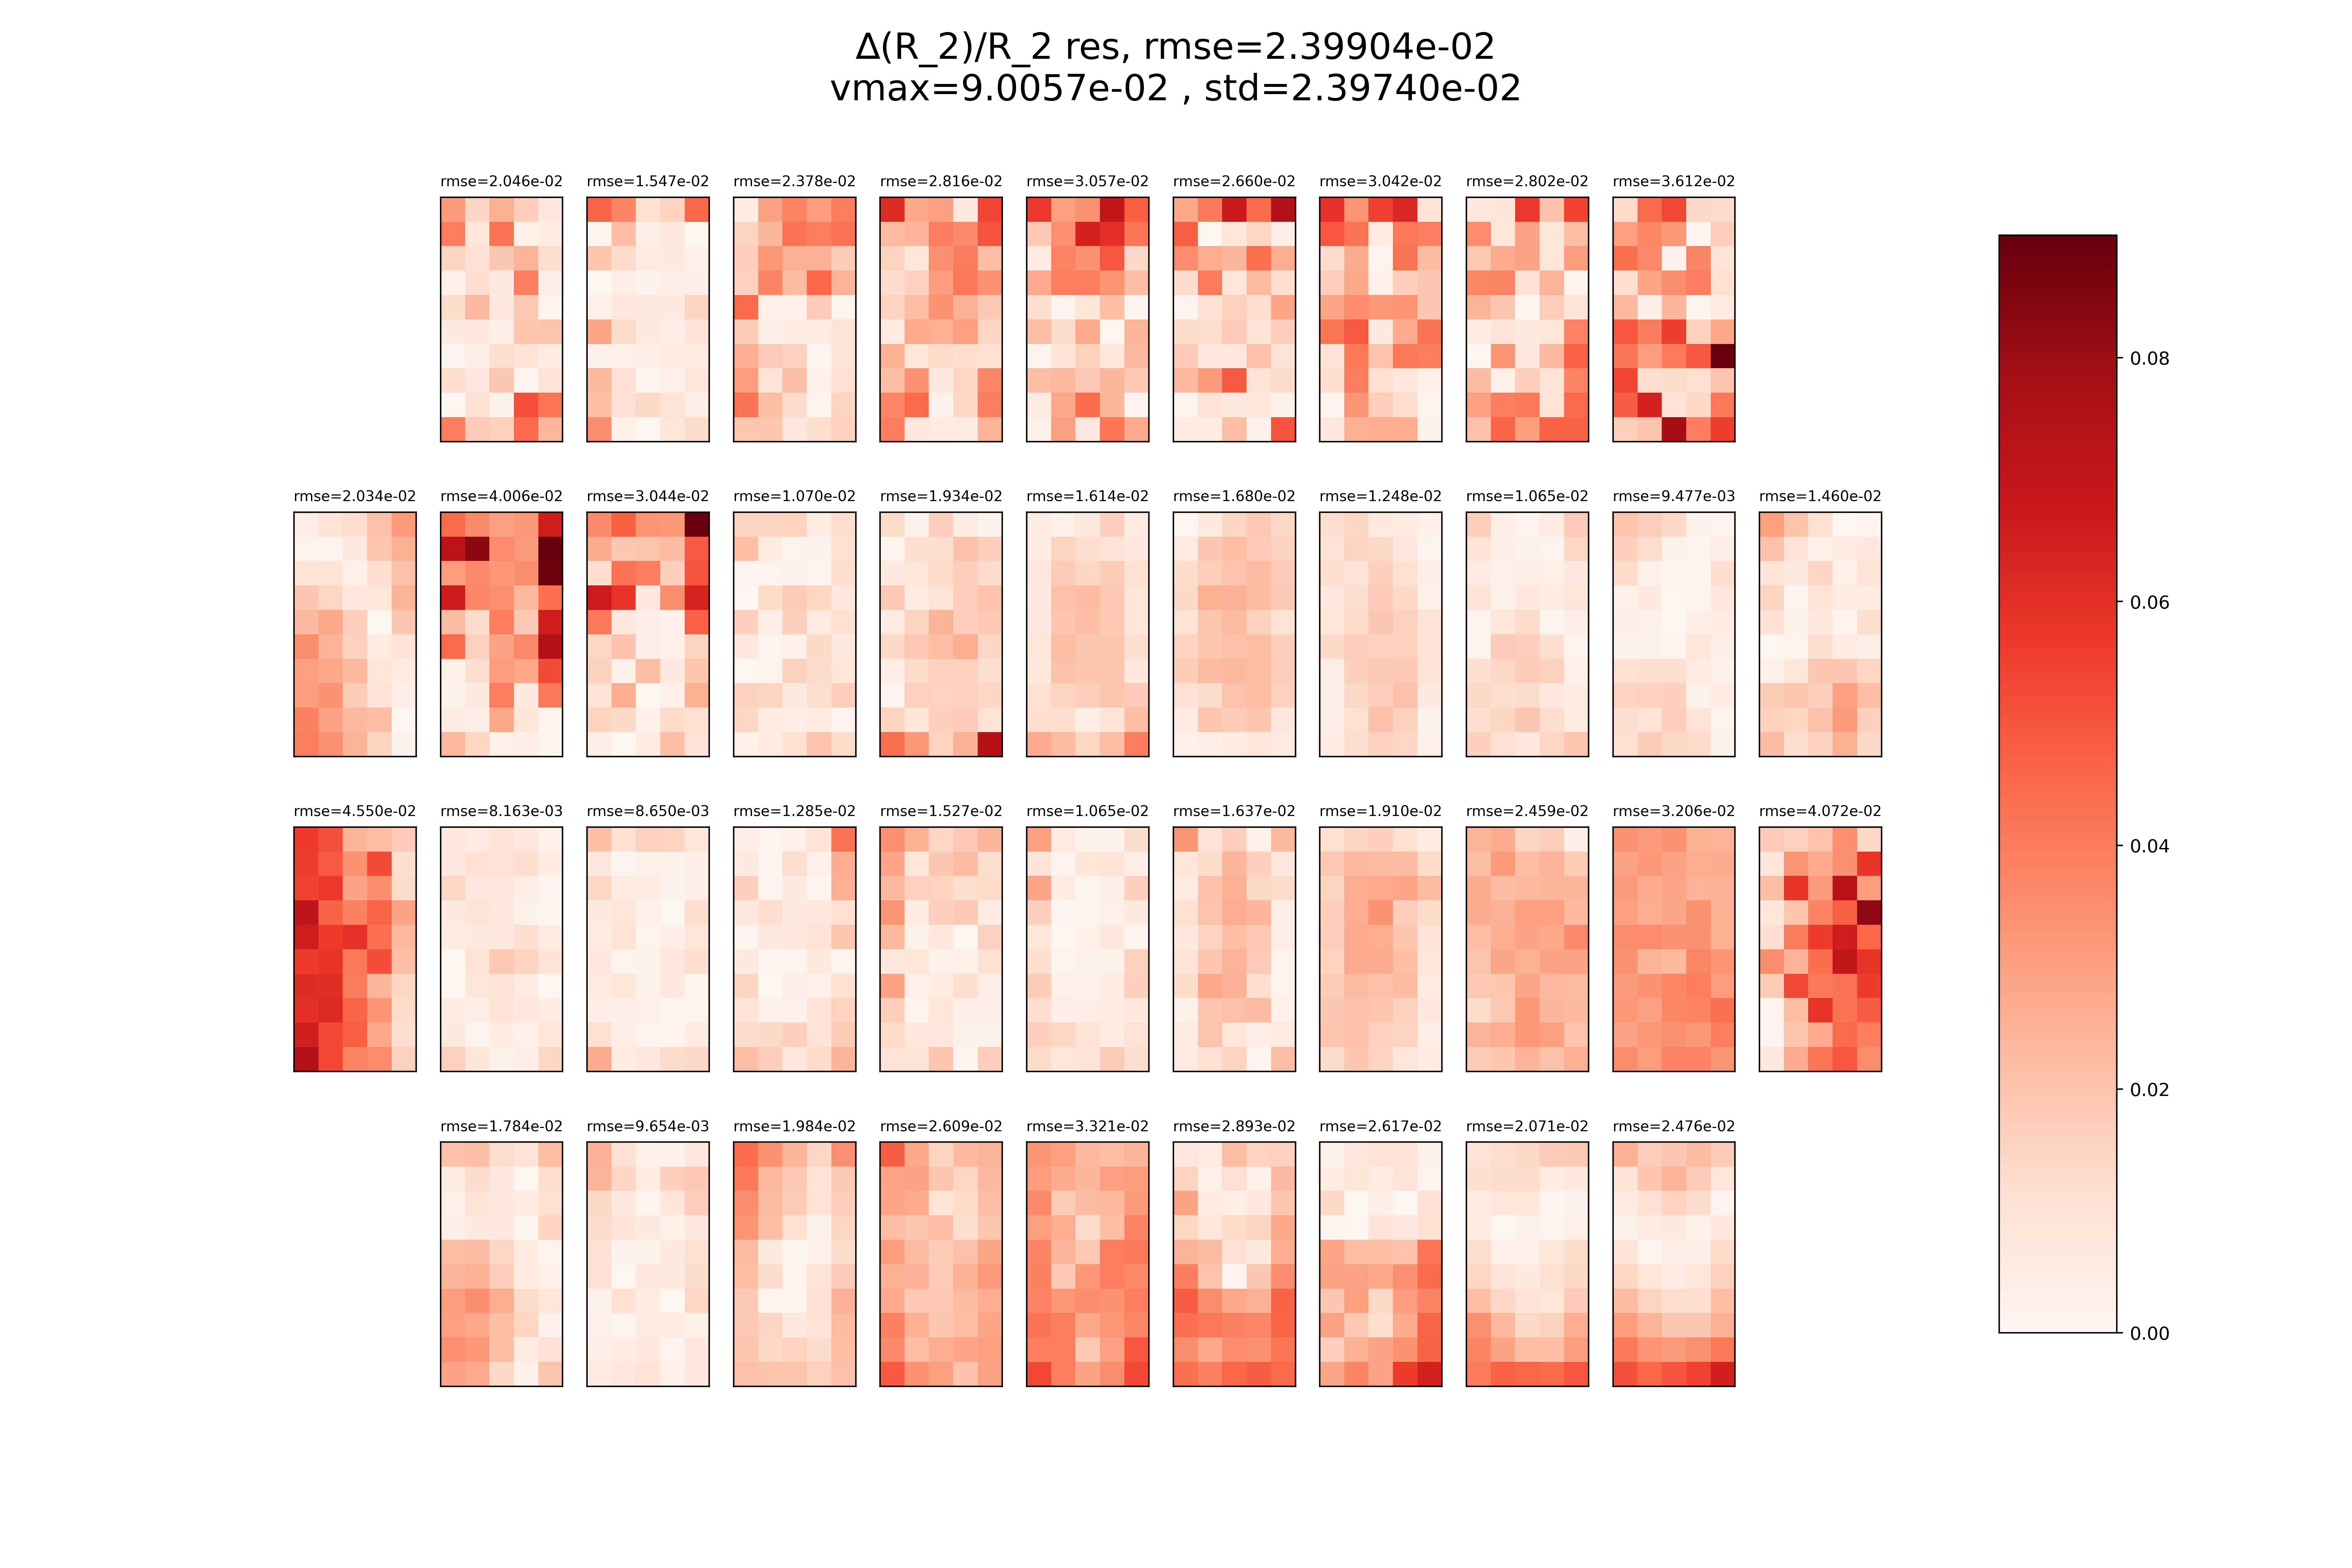 Δ(R_2)/R_2 res, rmse=2.39904e-02
vmax=9.0057e-02 , std=2.39740e-02
rmse=2.046e-02 rmse=1.547e-02 rmse=2.378e-02 rmse=2.816e-02 rmse=3.057e-02 rmse=2.660e-02 rmse=3.042e-02 rmse=2.802e-02 rmse=3.612e-02
0.08
rmse=2.034e-02 rmse=4.006e-02 rmse=3.044e-02 rmse=1.070e-02 rmse=1.934e-02 rmse=1.614e-02 rmse=1.680e-02 rmse=1.248e-02 rmse=1.065e-02 rmse=9.477e-03 rmse=1.460e-02
0.06
rmse=4.550e-02 rmse=8.163e-03 rmse=8.650e-03 rmse=1.285e-02 rmse=1.527e-02 rmse=1.065e-02 rmse=1.637e-02 rmse=1.910e-02 rmse=2.459e-02 rmse=3.206e-02 rmse=4.072e-02
0.04
0.02
rmse=1.784e-02 rmse=9.654e-03 rmse=1.984e-02 rmse=2.609e-02 rmse=3.321e-02 rmse=2.893e-02 rmse=2.617e-02 rmse=2.071e-02 rmse=2.476e-02
0.00